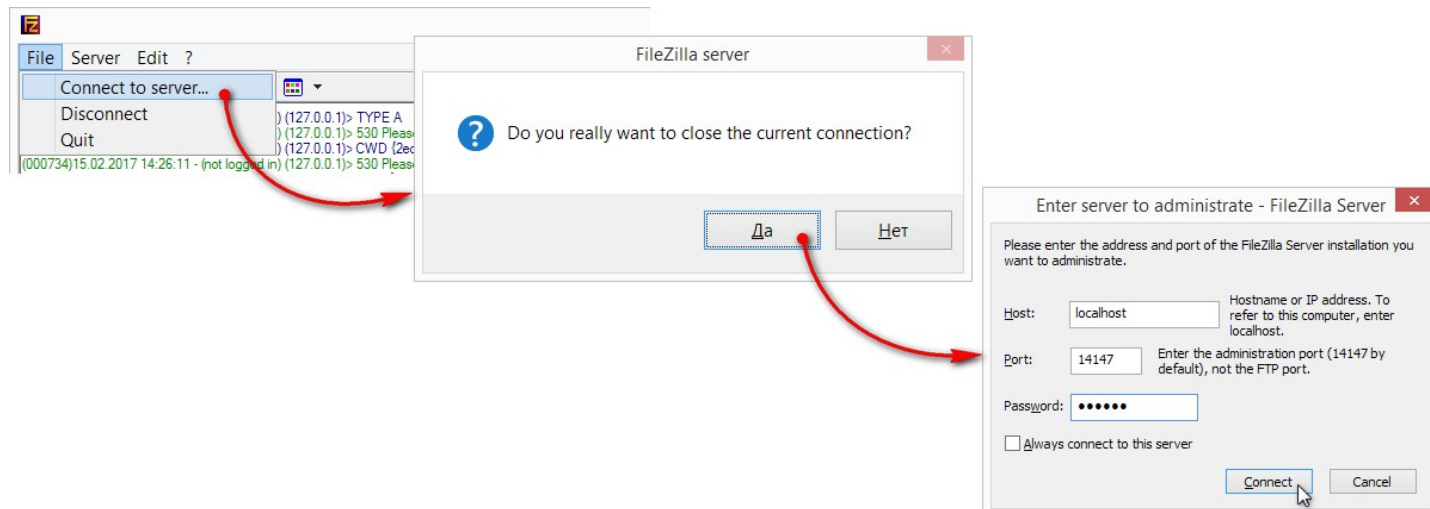 Fz
File Server Edit ?
Connect to server...
Disconnect
Quit
) (127.0.0.1)> TYPE A
) (127.0.0.1)> 530 Pleas
) (127.0.0.1)> CWD {2ec
(000734)15.02.2017 14:26:11 - (not logged in) (127.0.0.1)> 530 Pleas
FileZilla server
Do you really want to close the current connection?
Да Нет
Enter server to administrate - FileZilla Server
Please enter the address and port of the FileZilla Server installation you
want to administrate.
Host: localhost
Hostname or IP address. To
refer to this computer, enter
localhost.
Port: 14147
Enter the administration port (14147 by
default), not the FTP port.
Password: ••••••
Always connect to this server
Connect Cancel